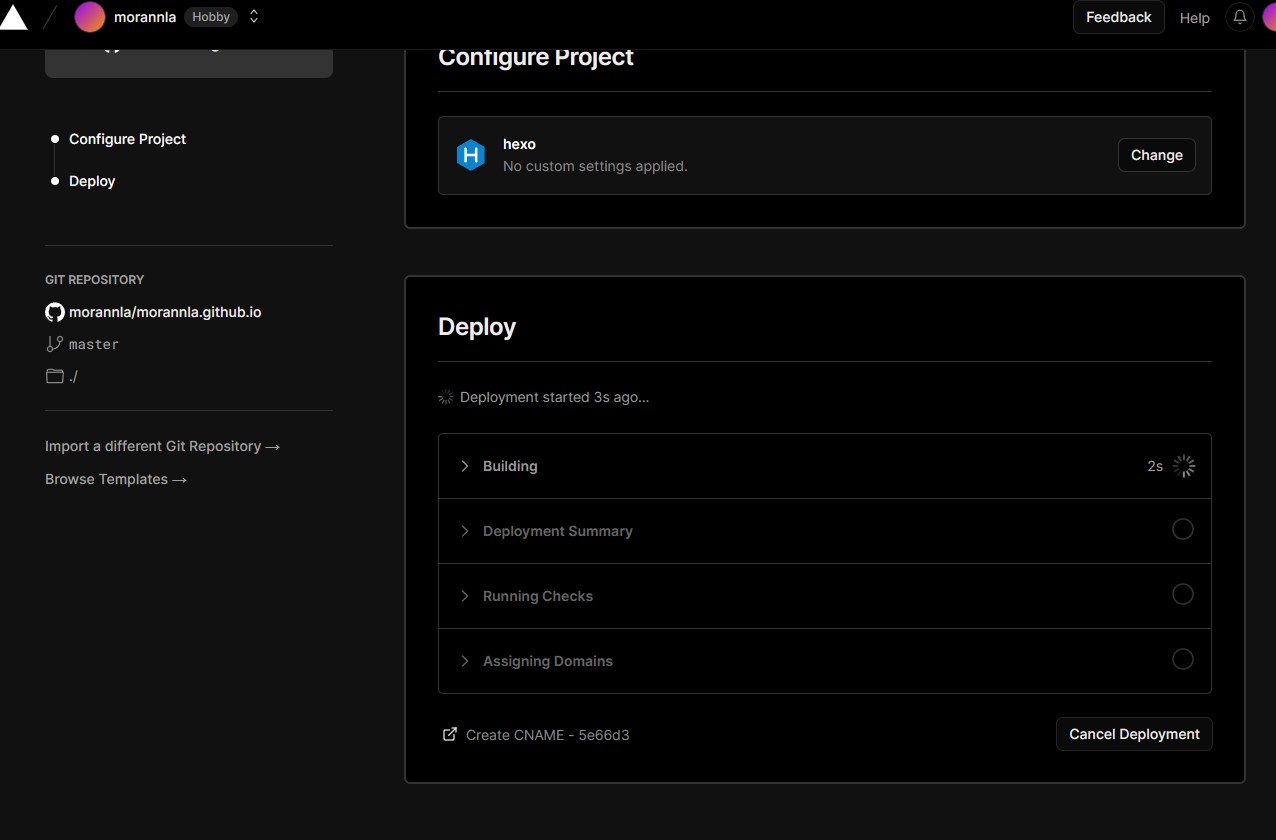 morannla Hobby
Feedback
Help
Configure Project
Deploy
GIT REPOSITORY
morannla/morannla.github.io
master
./
Import a different Git Repository →
Browse Templates →
Configure Project
hexo
No custom settings applied.
Change
Deploy
Deployment started 3s ago...
Building 2s
Deployment Summary
Running Checks
Assigning Domains
Create CNAME - 5e66d3
Cancel Deployment